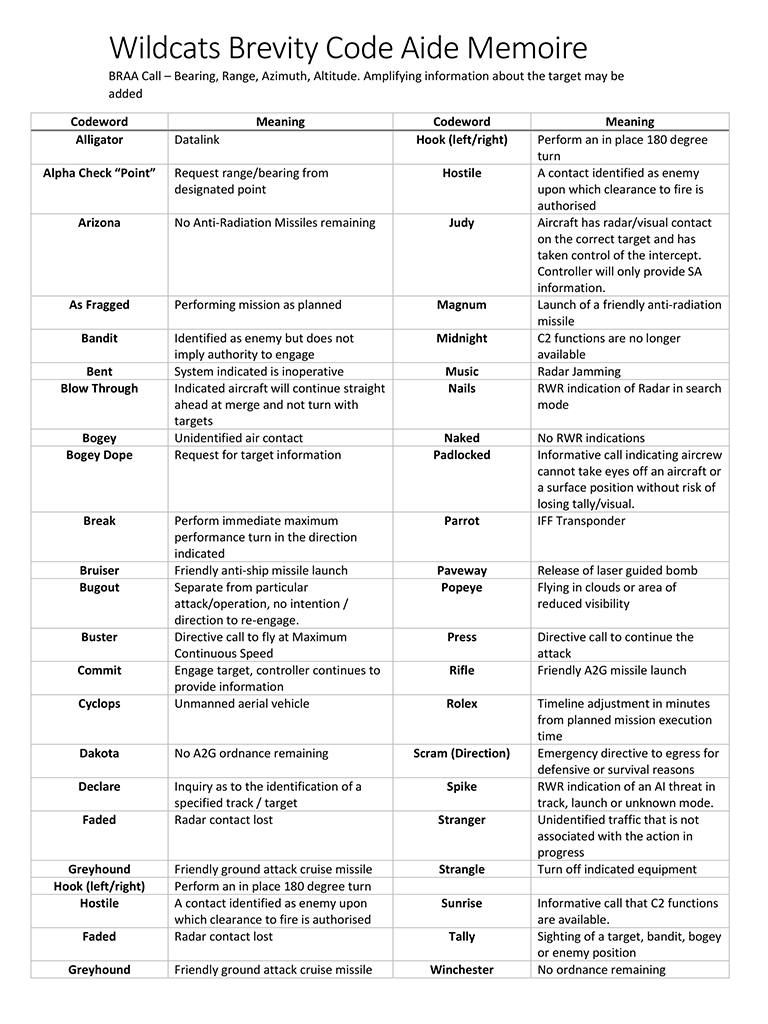 Wildcats Brevity Code Aide Memoire
BRAA Call – Bearing, Range, Azimuth, Altitude. Amplifying information about the target may be
added
Codeword Meaning Codeword Meaning
Alligator Datalink Hook (left/right) Perform an in place 180 degree
turn
Alpha Check “Point” Request range/bearing from Hostile A contact identified as enemy
designated point upon which clearance to fire is
authorised
Arizona No Anti-Radiation Missiles remaining Judy Aircraft has radar/visual contact
on the correct target and has
taken control of the intercept.
Controller will only provide SA
information.
As Fragged Performing mission as planned Magnum Launch of a friendly anti-radiation
missile
Bandit Identified as enemy but does not Midnight C2 functions are no longer
imply authority to engage available
Bent System indicated is inoperative Music Radar Jamming
Blow Through Indicated aircraft will continue straight Nails RWR indication of Radar in search
ahead at merge and not turn with mode
targets
Bogey Unidentified air contact Naked No RWR indications
Bogey Dope Request for target information Padlocked Informative call indicating aircrew
cannot take eyes off an aircraft or
a surface position without risk of
losing tally/visual.
Break Perform immediate maximum Parrot IFF Transponder
performance turn in the direction
indicated
Bruiser Friendly anti-ship missile launch Paveway Release of laser guided bomb
Bugout Separate from particular Popeye Flying in clouds or area of
attack/operation, no intention / reduced visibility
direction to re-engage.
Buster Directive call to fly at Maximum Press Directive call to continue the
Continuous Speed attack
Commit Engage target, controller continues to Rifle Friendly A2G missile launch
provide information
Cyclops Unmanned aerial vehicle Rolex Timeline adjustment in minutes
from planned mission execution
time
Dakota No A2G ordnance remaining Scram (Direction) Emergency directive to egress for
defensive or survival reasons
Declare Inquiry as to the identification of a Spike RWR indication of an AI threat in
specified track / target track, launch or unknown mode.
Faded Radar contact lost Stranger Unidentified traffic that is not
associated with the action in
progress
Greyhound Friendly ground attack cruise missile Strangle Turn off indicated equipment
Hook (left/right) Perform an in place 180 degree turn
Hostile A contact identified as enemy upon Sunrise Informative call that C2 functions
which clearance to fire is authorised are available.
Faded Radar contact lost Tally Sighting of a target, bandit, bogey
or enemy position
Greyhound Friendly ground attack cruise missile Winchester No ordnance remaining